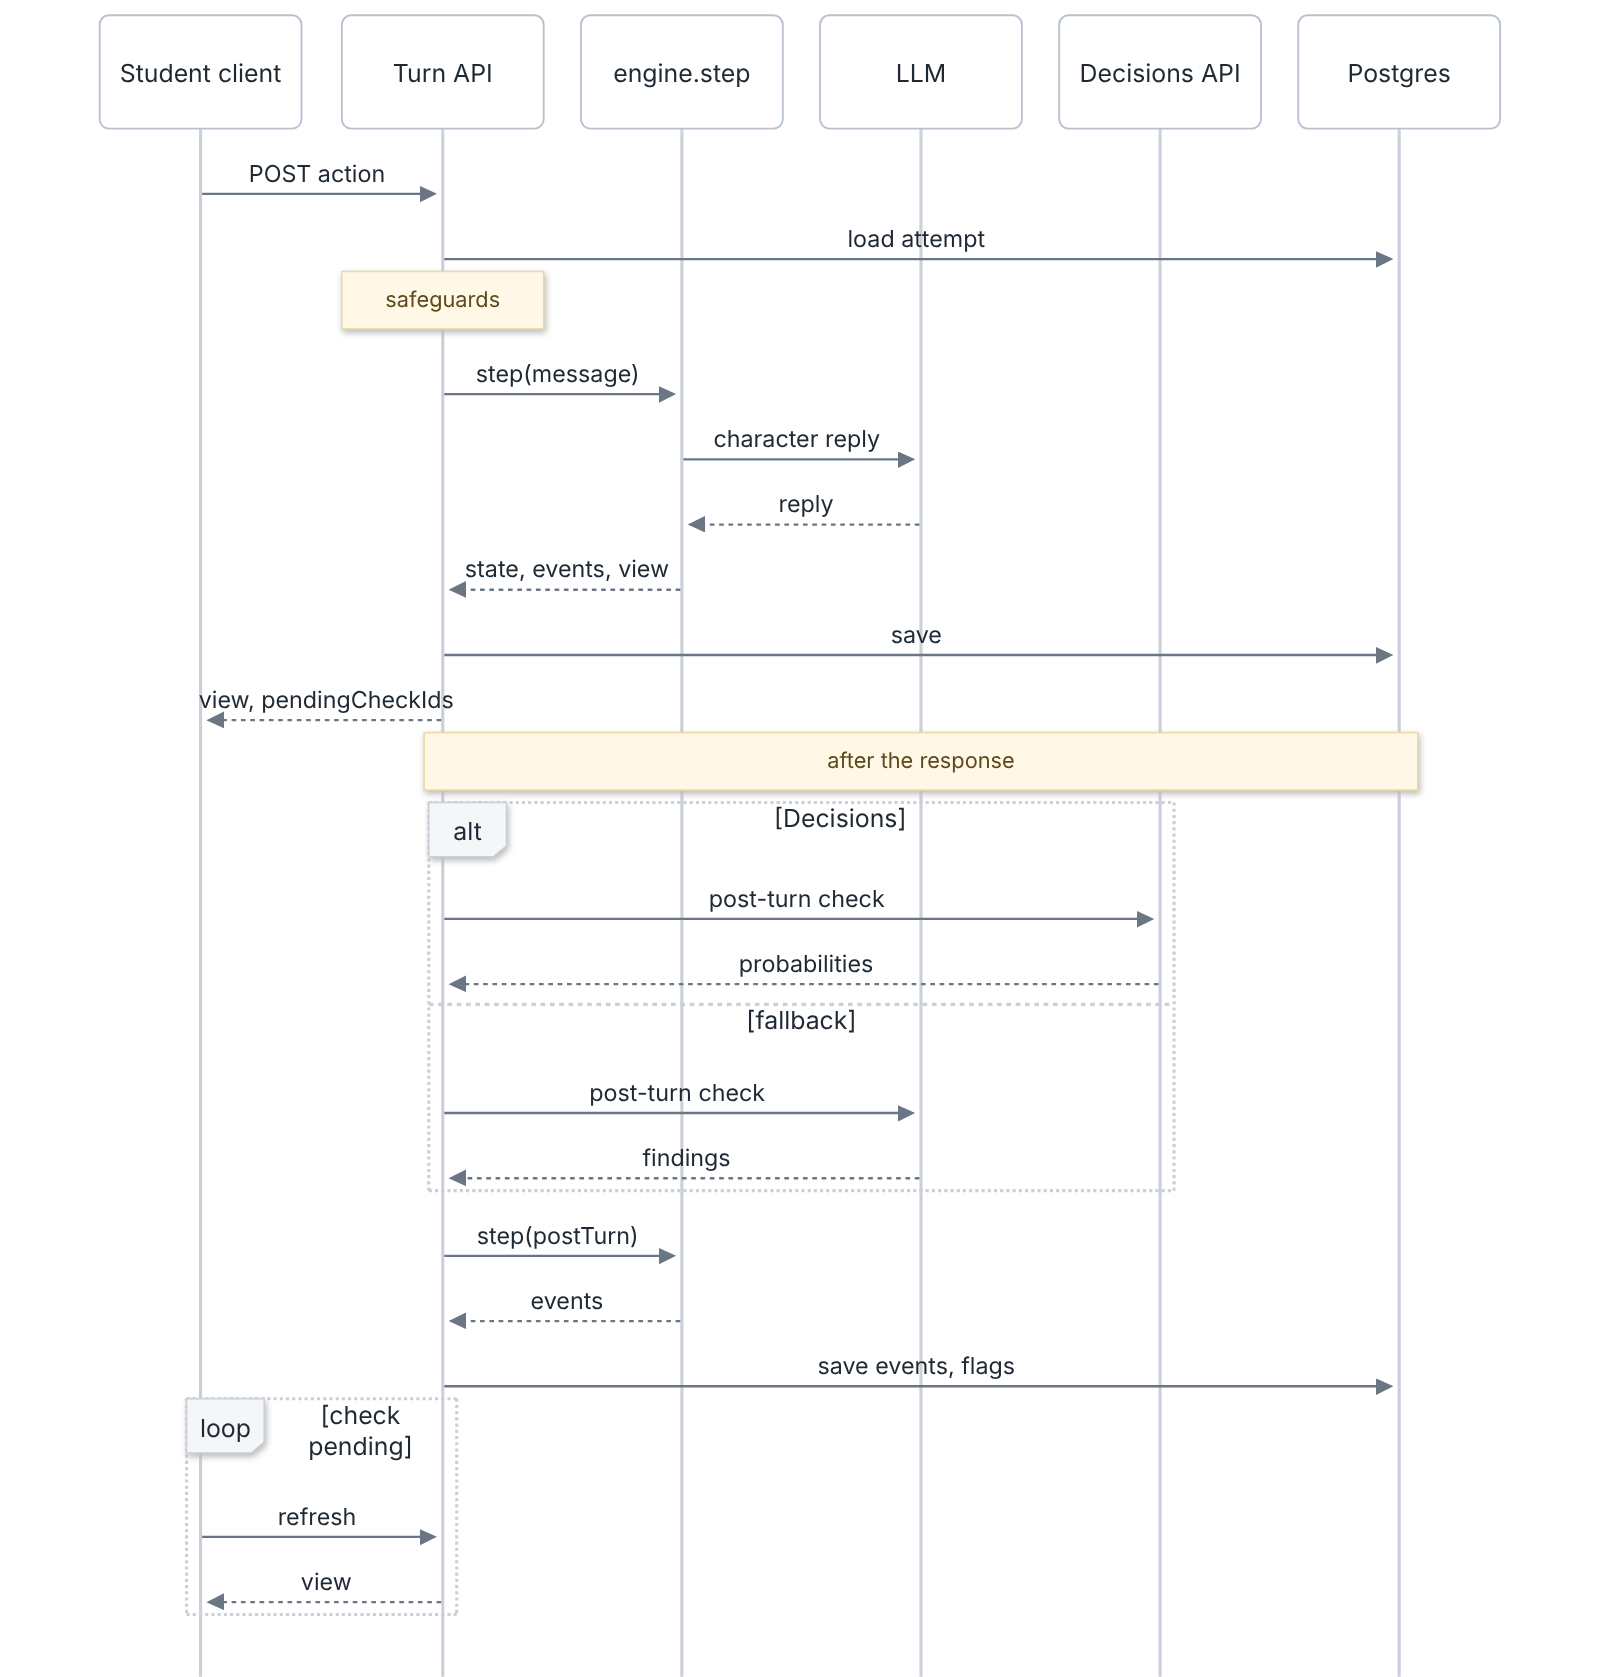 Student client
Turn API
engine.step
LLM
Decisions API
Postgres
POST action
load attempt
safeguards
step(message)
character reply
reply
state, events, view
save
view, pendingCheckIds
after the response
alt
[Decisions]
post-turn check
probabilities
[fallback]
post-turn check
findings
step(postTurn)
events
save events, flags
loop
[check
pending]
refresh
view